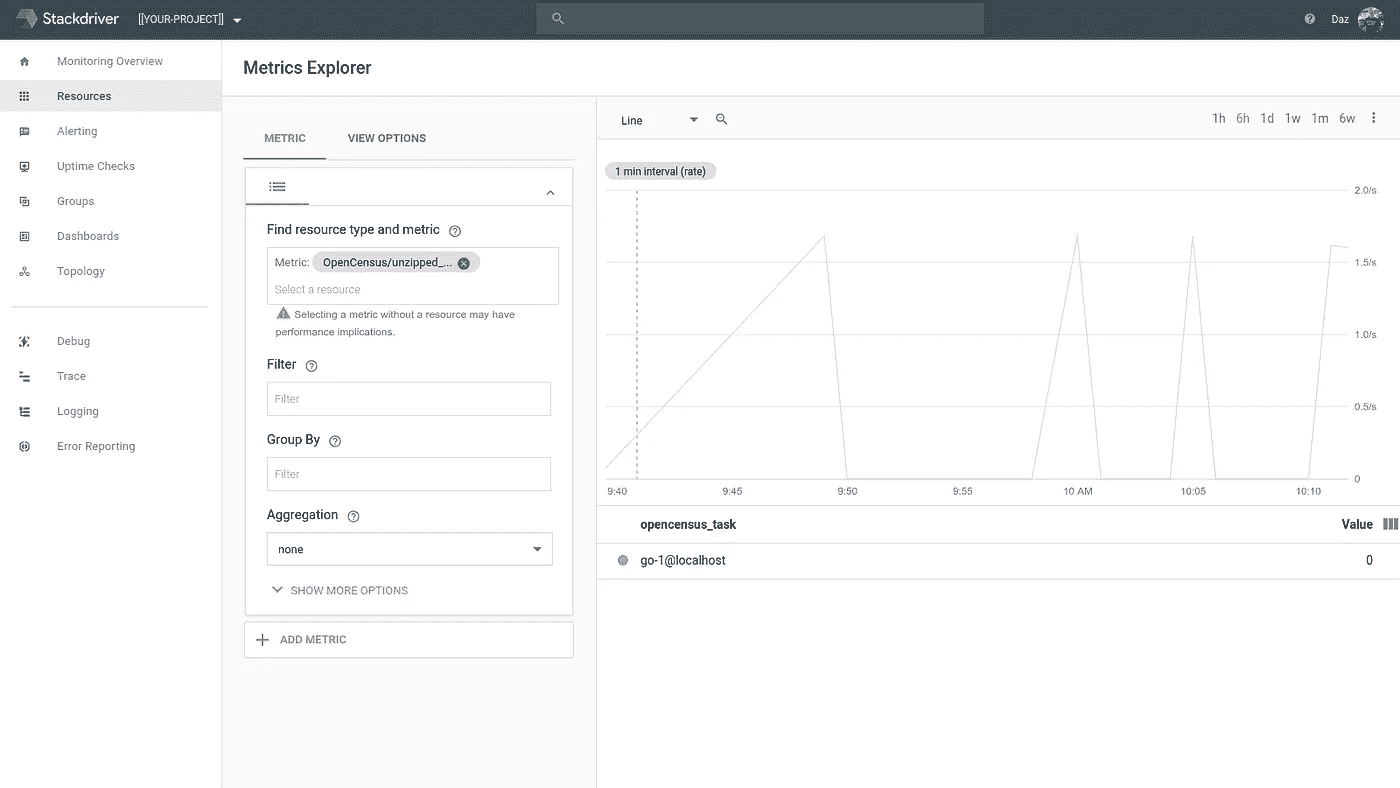 Stackdriver
[[YOUR-PROJECT]]
Daz
Monitoring Overview
Resources
Alerting
Uptime Checks
Groups
Dashboards
Topology
Debug
Trace
Logging
Error Reporting
Metrics Explorer
METRIC VIEW OPTIONS
Find resource type and metric
Metric: OpenCensus/unzipped_...
Select a resource
Selecting a metric without a resource may have
performance implications.
Filter
Filter
Group By
Filter
Aggregation
none
SHOW MORE OPTIONS
ADD METRIC
Line
1h 6h 1d 1w 1m 6w
1 min interval (rate)
2.0/s
1.5/s
1.0/s
0.5/s
0
9:40 9:45 9:50 9:55 10 AM 10:05 10:10
opencensus_task Value
go-1@localhost 0